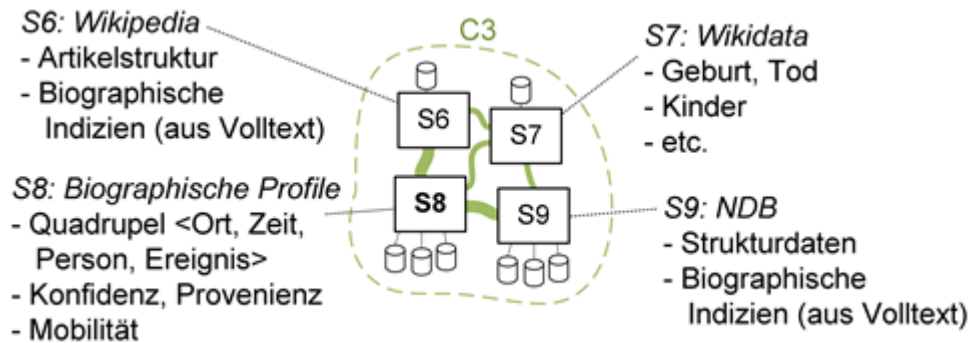 S6: Wikipedia
- Artikelstruktur
- Biographische
Indizien (aus Volltext)
C3
S7: Wikidata
- Geburt, Tod
- Kinder
- etc.
S6
S7
S8
S9
S8: Biographische Profile
- Quadrupel <Ort, Zeit,
Person, Ereignis>
- Konfidenz, Provenienz
- Mobilität
S9: NDB
- Strukturdaten
- Biographische
Indizien (aus Volltext)